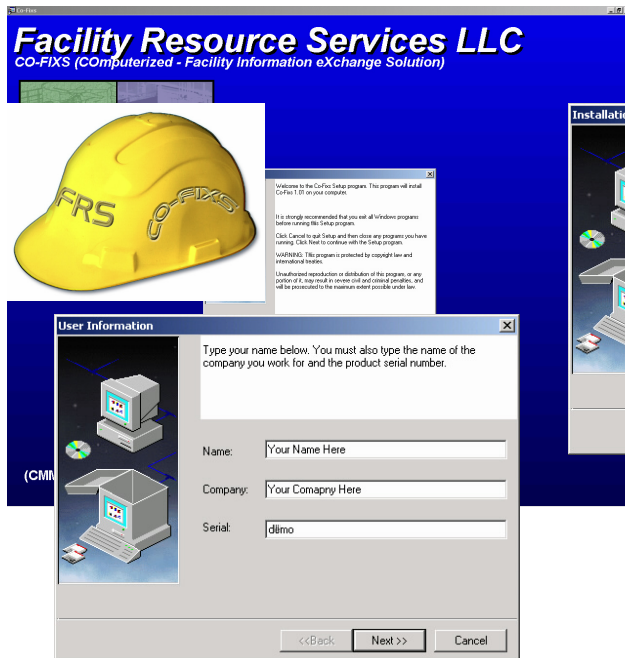 Co-Fixs
Facility Resource Services LLC
CO-FIXS (COmputerized - Facility Information eXchange Solution)
Installatio
FRS
CO-FIXS
Welcome to the Co-Fixs Setup program. This program will install
Co-Fixs 1.01 on your computer.
It is strongly recommended that you exit all Windows programs
before running this Setup program.
Click Cancel to quit Setup and then close any programs you have
running. Click Next to continue with the Setup program.
WARNING: This program is protected by copyright law and
international treaties.
Unauthorized reproduction or distribution of this program, or any
portion of it, may result in severe civil and criminal penalties, and
will be prosecuted to the maximum extent possible under law.
User Information
Type your name below. You must also type the name of the
company you work for and the product serial number.
Name:
Your Name Here
Company:
Your Comapny Here
Serial:
demo
(CMM
<<Back
Next >>
Cancel